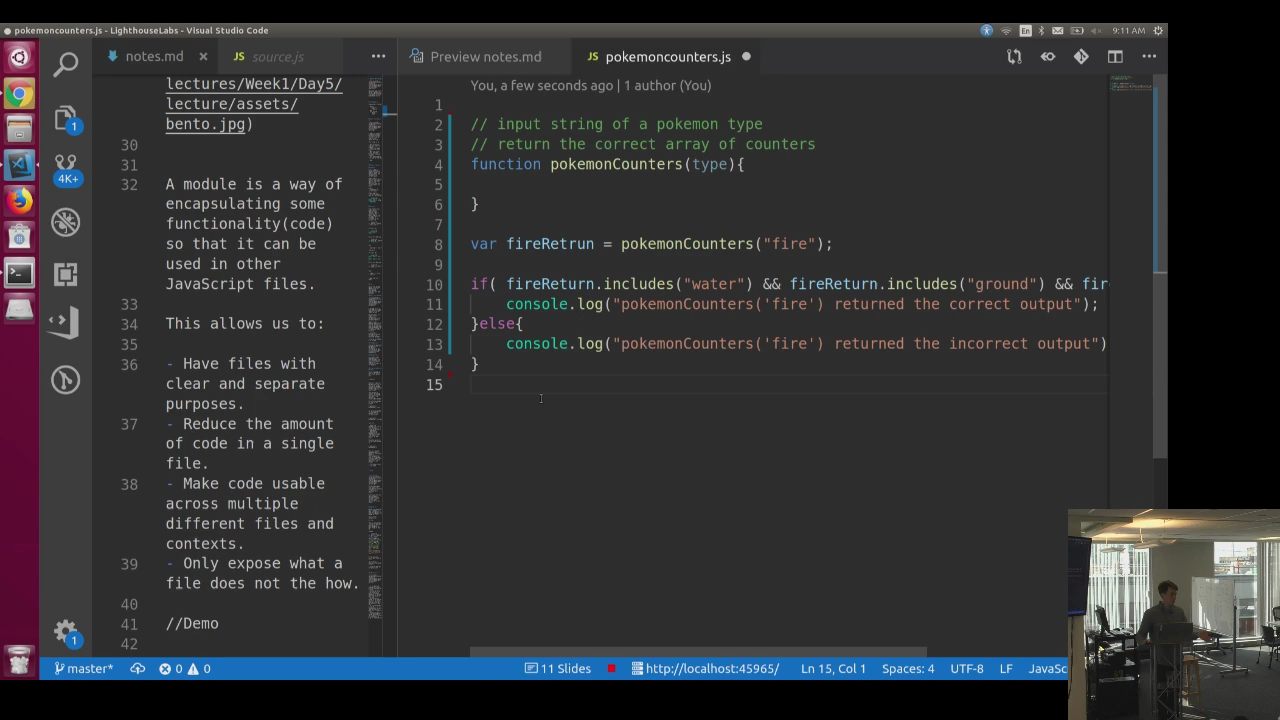 pokemoncounters.js - LighthouseLabs - Visual Studio Code
En
9:11 AM
notes.md
JS source.js
Preview notes.md
JS pokemoncounters.js
lectures/Week1/Day5/
lecture/assets/
bento.jpg)
30
31
32 A module is a way of
encapsulating some
functionality(code)
so that it can be
used in other
JavaScript files.
33
34 This allows us to:
35
36 - Have files with
clear and separate
purposes.
37 - Reduce the amount
of code in a single
file.
38 - Make code usable
across multiple
different files and
contexts.
39 - Only expose what a
file does not the how.
40
41 //Demo
42
You, a few seconds ago | 1 author (You)
1
2 // input string of a pokemon type
3 // return the correct array of counters
4 function pokemonCounters(type){
5
6 }
7
8 var fireRetrun = pokemonCounters("fire");
9
10 if( fireReturn.includes("water") && fireReturn.includes("ground") && fir
11 console.log("pokemonCounters('fire') returned the correct output");
12 }else{
13 console.log("pokemonCounters('fire') returned the incorrect output")
14 }
15
1
4K+
1
master*
0
0
11 Slides
http://localhost:45965/
Ln 15, Col 1
Spaces: 4
UTF-8
LF
JavaSc